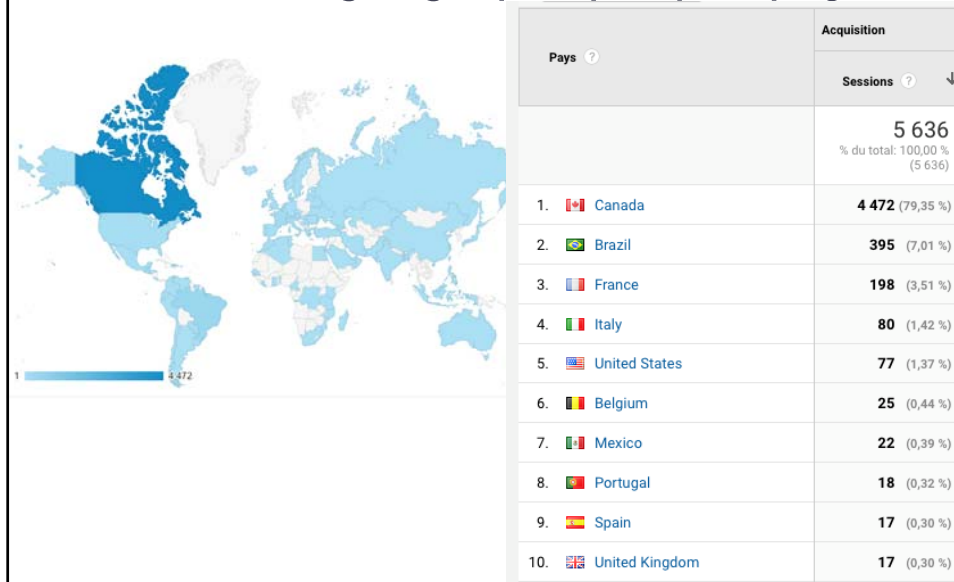 Pays ?
Acquisition
Sessions ?
5 636
% du total: 100,00 %
(5 636)
1. Canada 4 472 (79,35 %)
2. Brazil 395 (7,01 %)
3. France 198 (3,51 %)
4. Italy 80 (1,42 %)
5. United States 77 (1,37 %)
6. Belgium 25 (0,44 %)
7. Mexico 22 (0,39 %)
8. Portugal 18 (0,32 %)
9. Spain 17 (0,30 %)
10. United Kingdom 17 (0,30 %)
1 4 472